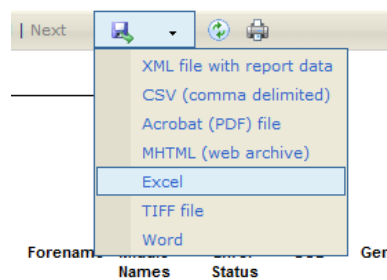 | Next
XML file with report data
CSV (comma delimited)
Acrobat (PDF) file
MHTML (web archive)
Excel
TIFF file
Word
Forename
Names Status